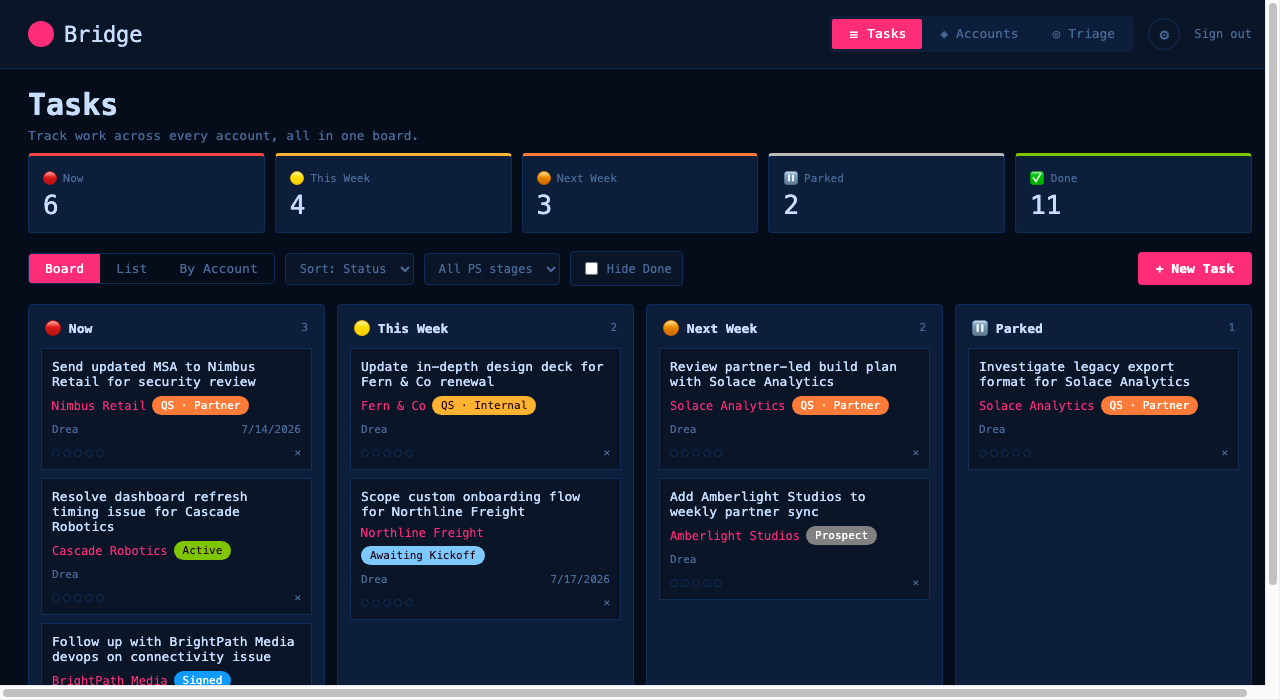 Bridge
≡ Tasks
◆ Accounts
◎ Triage
⚙
Sign out
Tasks
Track work across every account, all in one board.
🔴 Now
6
🟡 This Week
4
🟠 Next Week
3
⏸️ Parked
2
✅ Done
11
Board
List
By Account
Sort: Status
All PS stages
Hide Done
+ New Task
🔴 Now
3
Send updated MSA to Nimbus
Retail for security review
Nimbus Retail QS · Partner
Drea 7/14/2026
○○○○○ ×
Resolve dashboard refresh
timing issue for Cascade
Robotics
Cascade Robotics Active
Drea
○○○○○ ×
Follow up with BrightPath Media
devops on connectivity issue
BrightPath Media Signed
🟡 This Week
2
Update in-depth design deck for
Fern & Co renewal
Fern & Co QS · Internal
Drea
○○○○○ ×
Scope custom onboarding flow
for Northline Freight
Northline Freight
Awaiting Kickoff
Drea 7/17/2026
○○○○○ ×
🟠 Next Week
2
Review partner-led build plan
with Solace Analytics
Solace Analytics QS · Partner
Drea
○○○○○ ×
Add Amberlight Studios to
weekly partner sync
Amberlight Studios Prospect
Drea
○○○○○ ×
⏸️ Parked
1
Investigate legacy export
format for Solace Analytics
Solace Analytics QS · Partner
Drea
○○○○○ ×